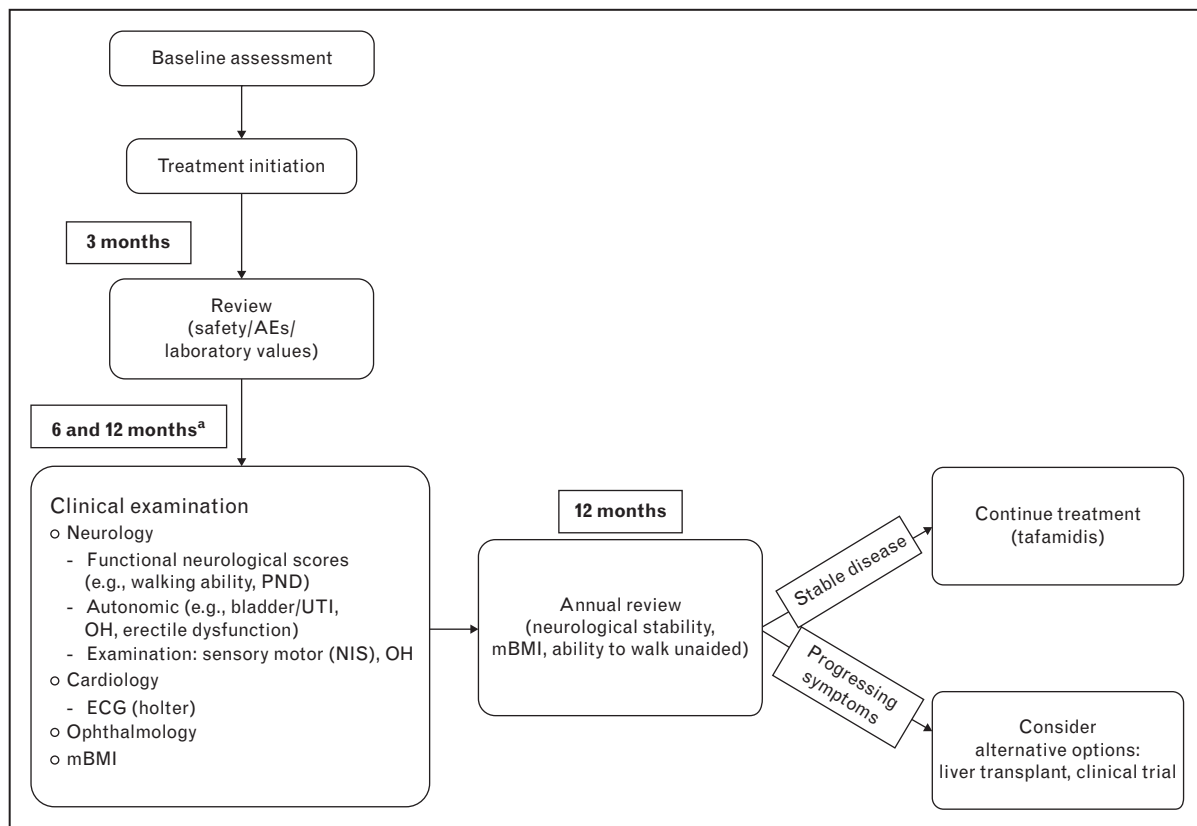 Baseline assessment
Treatment initiation
3 months
Review
(safety/AEs/
laboratory values)
6 and 12 monthsᵃ
Clinical examination
o Neurology
- Functional neurological scores
(e.g., walking ability, PND)
- Autonomic (e.g., bladder/UTI,
OH, erectile dysfunction)
- Examination: sensory motor (NIS), OH
o Cardiology
- ECG (holter)
o Ophthalmology
o mBMI
12 months
Annual review
(neurological stability,
mBMI, ability to walk unaided)
Stable disease
Continue treatment
(tafamidis)
Progressing
symptoms
Consider
alternative options:
liver transplant, clinical trial